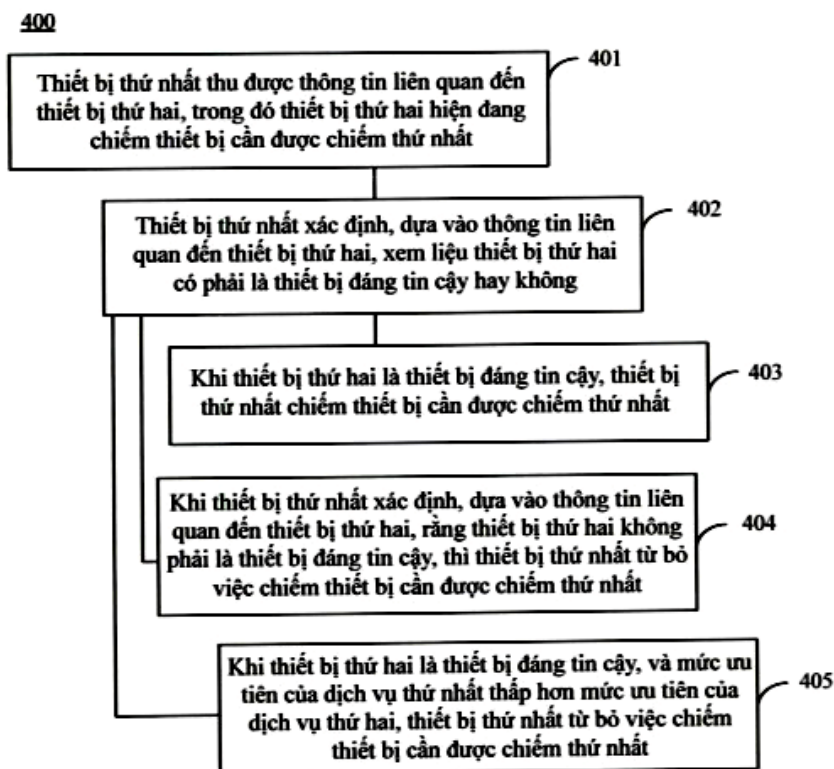 400
401
Thiết bị thứ nhất thu được thông tin liên quan đến
thiết bị thứ hai, trong đó thiết bị thứ hai hiện đang
chiếm thiết bị cần được chiếm thứ nhất
402
Thiết bị thứ nhất xác định, dựa vào thông tin liên
quan đến thiết bị thứ hai, xem liệu thiết bị thứ hai
có phải là thiết bị đáng tin cậy hay không
403
Khi thiết bị thứ hai là thiết bị đáng tin cậy, thiết bị
thứ nhất chiếm thiết bị cần được chiếm thứ nhất
404
Khi thiết bị thứ nhất xác định, dựa vào thông tin liên
quan đến thiết bị thứ hai, rằng thiết bị thứ hai không
phải là thiết bị đáng tin cậy, thì thiết bị thứ nhất từ bỏ
việc chiếm thiết bị cần được chiếm thứ nhất
405
Khi thiết bị thứ hai là thiết bị đáng tin cậy, và mức ưu
tiên của dịch vụ thứ nhất thấp hơn mức ưu tiên của
dịch vụ thứ hai, thiết bị thứ nhất từ bỏ việc chiếm
thiết bị cần được chiếm thứ nhất